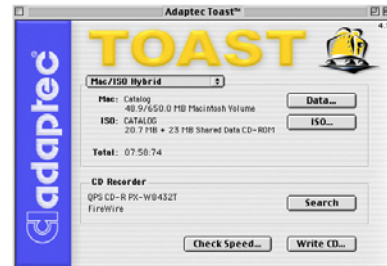 Adaptec Toast™
TOAST
adaptec
Mac/ISO Hybrid
Mac: Catalog
48.9/650.0 MB Macintosh Volume
Data...
ISO: CATALOG
20.7 MB + 23 MB Shared Data CD-ROM
ISO...
Total: 07:58:74
CD Recorder
QPS CD-R PX-W8432T
FireWire
Search
Check Speed...
Write CD...